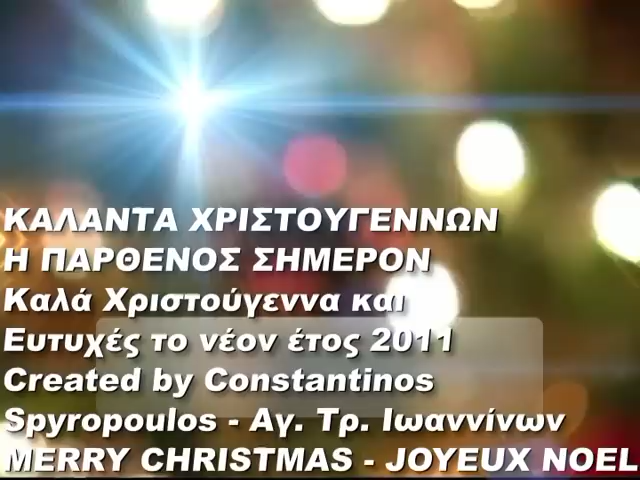 ΚΑΛΑΝΤΑ ΧΡΙΣΤΟΥΓΕΝΝΩΝ
Η ΠΑΡΘΕΝΟΣ ΣΗΜΕΡΟΝ
Καλά Χριστούγεννα και
Ευτυχές το νέον έτος 2011
Created by Constantinos
Spyropoulos - Αγ. Τρ. Ιωαννίνων
MERRY CHRISTMAS - JOYEUX NOEL